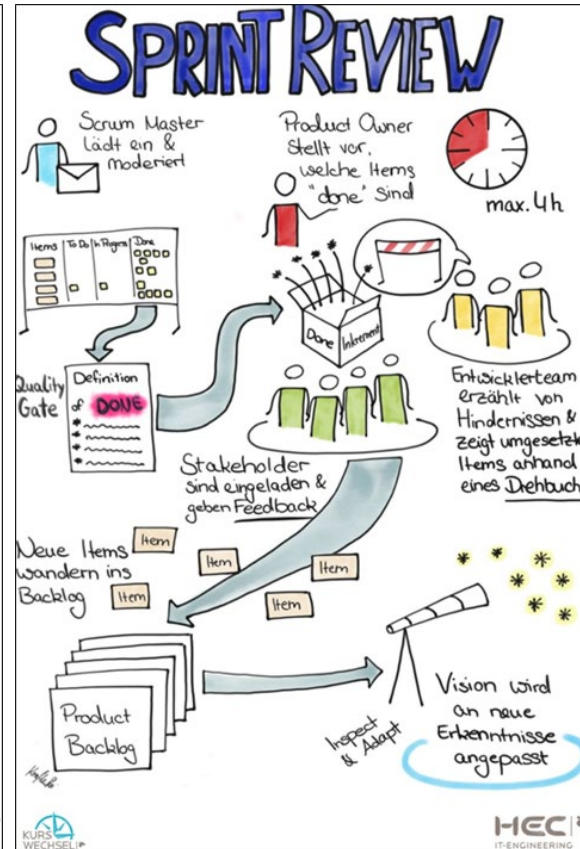 SPRINT REVIEW
Scrum Master
lädt ein &
moderiert
Product Owner
stellt vor,
welche Items
"done" sind
max. 4h
Items To Do In Progress Done
Quality
Gate
Definition
of DONE
Done Inkrement
Entwicklerteam
erzählt von
Hindernissen &
zeigt umgesetzte
Items anhand
eines Drehbuch
Stakeholder
sind eingeladen &
geben Feedback
Neue Items
wandern ins
Backlog
Item
Item
Item
Item
Item
Product
Backlog
Inspect
& Adapt
Vision wird
an neue
Erkenntnisse
angepasst
KURS
WECHSEL
HEC
IT-ENGINEERING